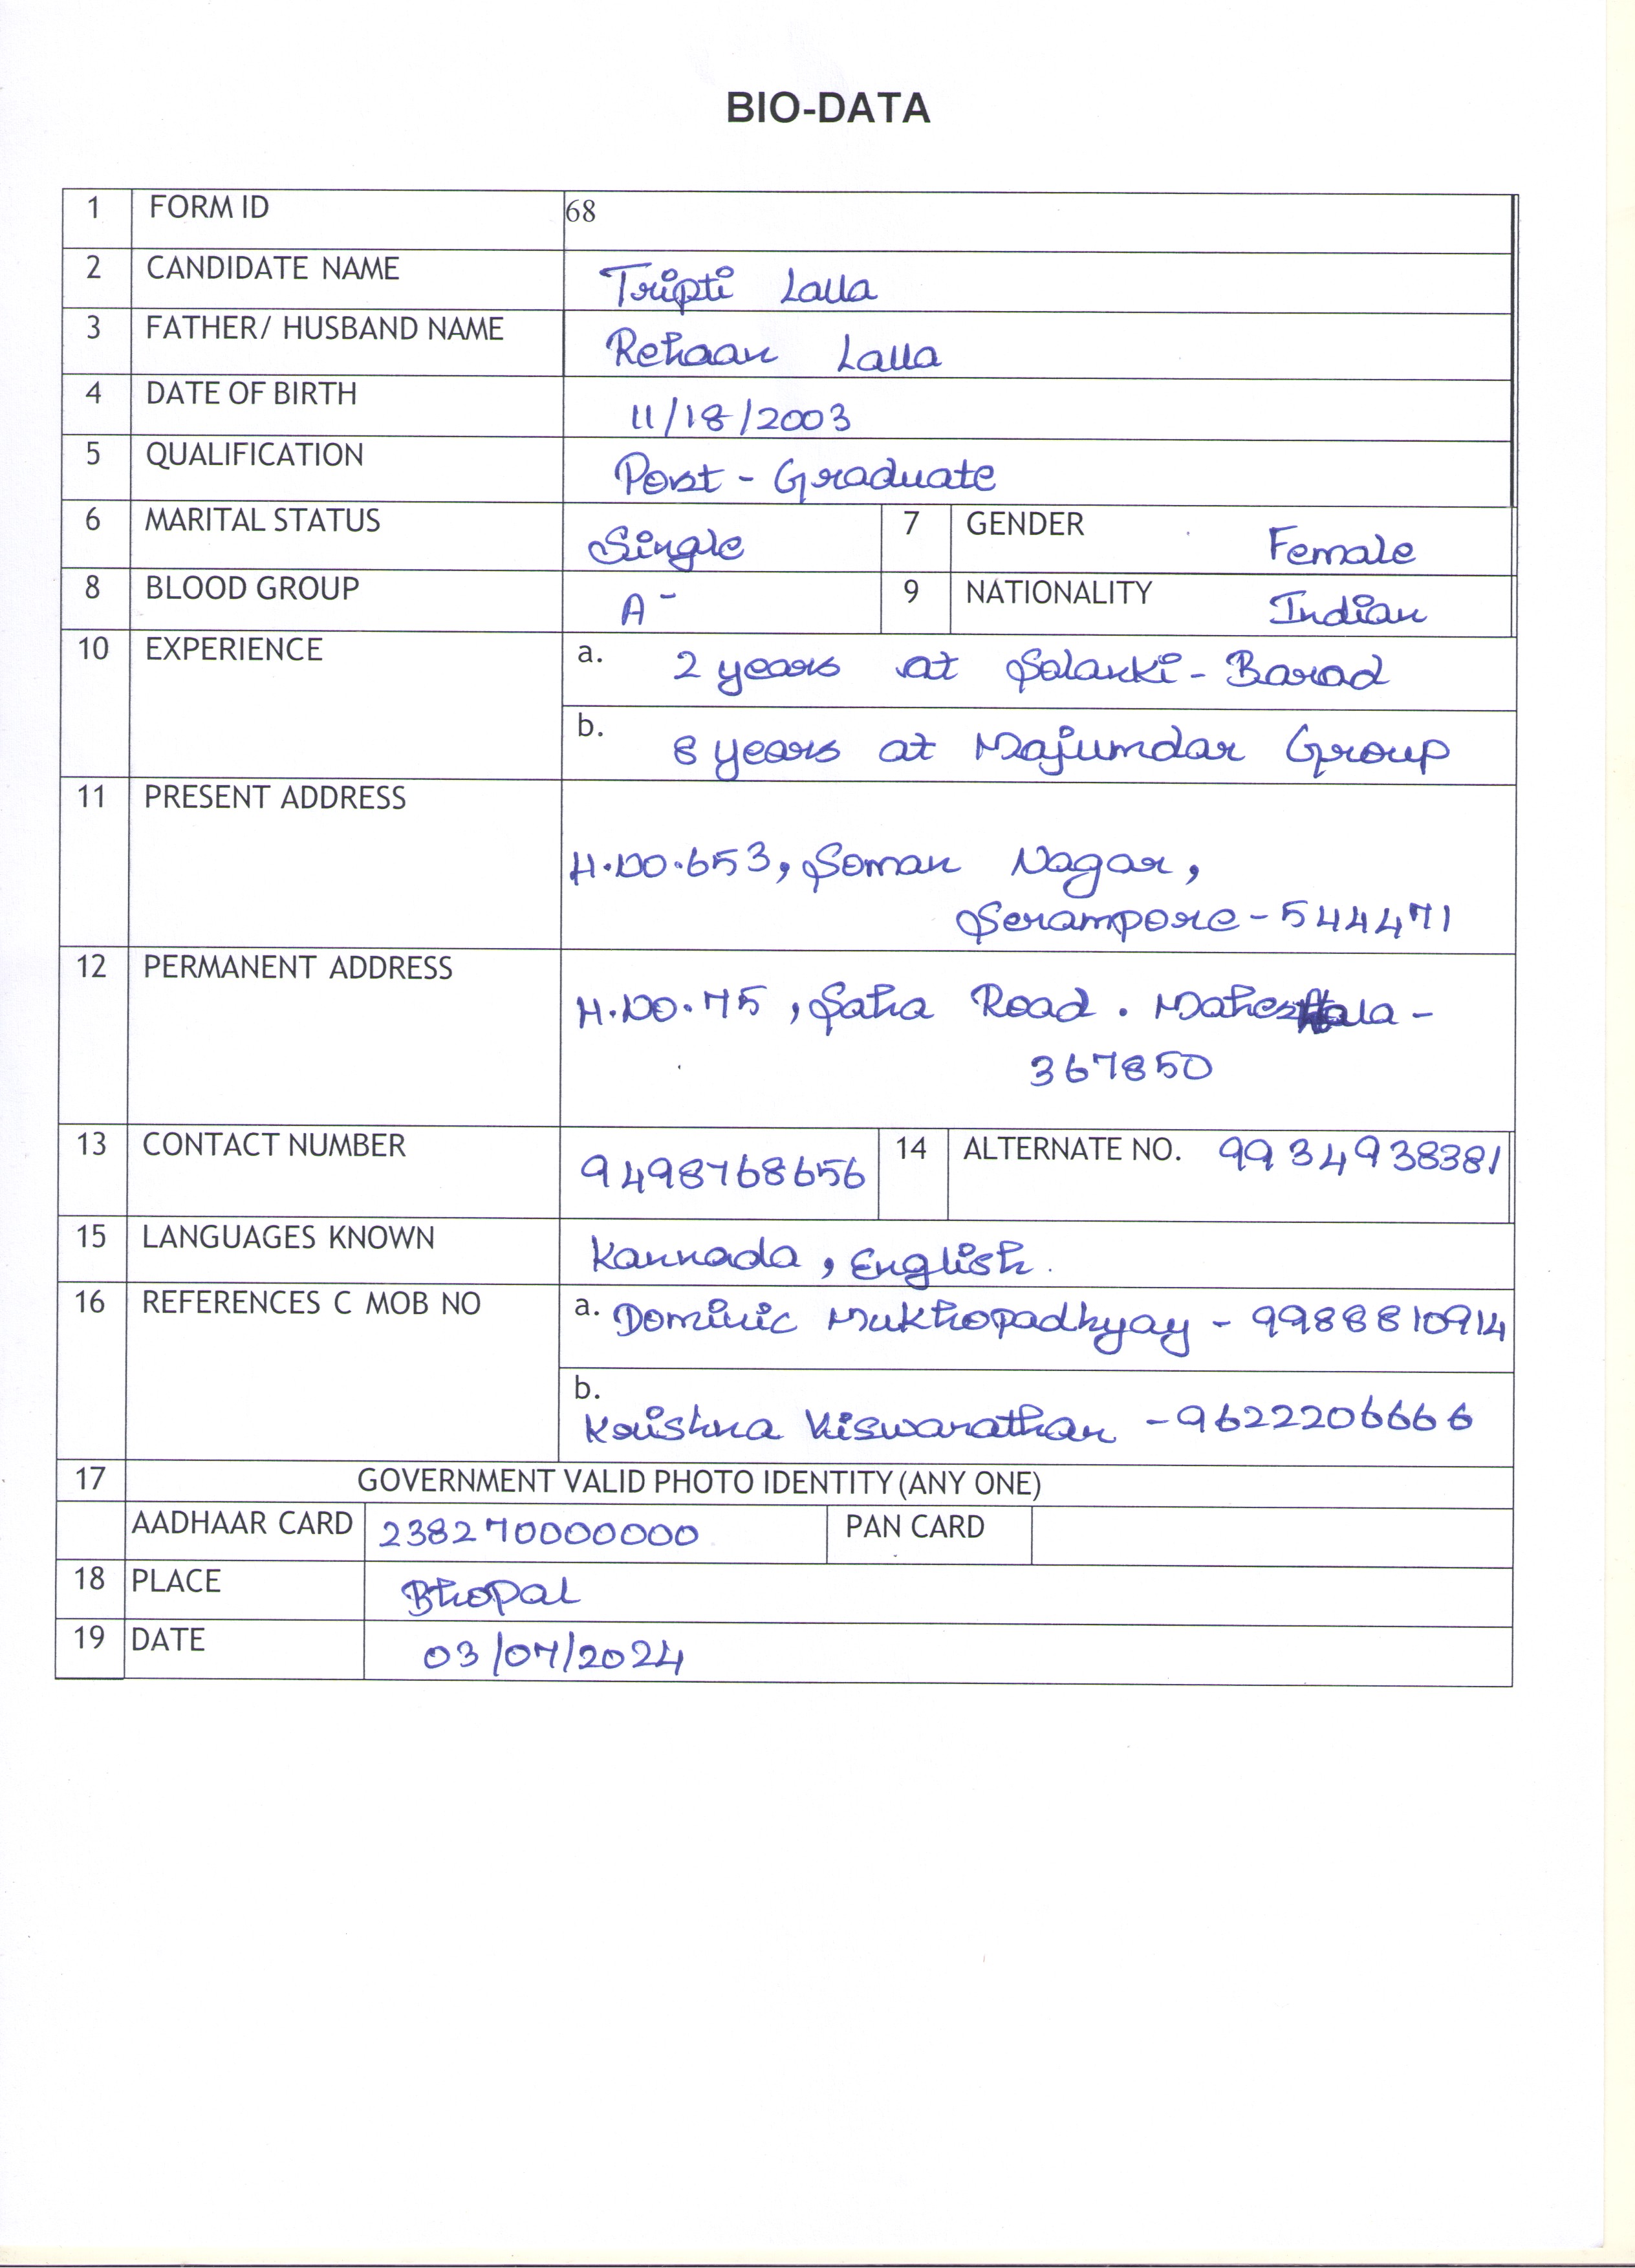 BIO-DATA
1 FORM ID 68
2 CANDIDATE NAME Tripti Lalla
3 FATHER/ HUSBAND NAME Rehaan Lalla
4 DATE OF BIRTH 11/18/2003
5 QUALIFICATION Post - Graduate
6 MARITAL STATUS Single 7 GENDER Female
8 BLOOD GROUP A- 9 NATIONALITY Indian
10 EXPERIENCE a. 2 years at Solanki - Barad
b. 8 years at Majumdar Group
11 PRESENT ADDRESS
H.NO.653, Soman Nagar,
Serampore - 544471
12 PERMANENT ADDRESS
H.NO.75, Saha Road.
367850
13 CONTACT NUMBER 9498768656 14 ALTERNATE NO. 9934938381
15 LANGUAGES KNOWN Kannada, English.
16 REFERENCES C MOB NO a. Dominic Mukhopadhyay - 9988810914
b. Krishna Viswarathan - 9622206666
17 GOVERNMENT VALID PHOTO IDENTITY (ANY ONE)
AADHAAR CARD 238270000000 PAN CARD
18 PLACE Bhopal
19 DATE 03/07/2024